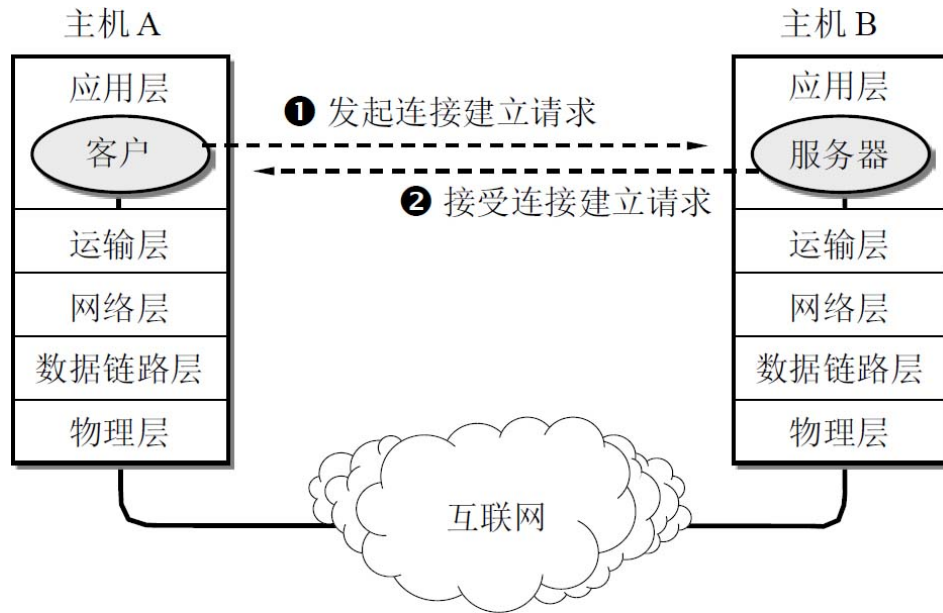 主机 A
主机 B
应用层
应用层
❶ 发起连接建立请求
客户
服务器
❷ 接受连接建立请求
运输层
运输层
网络层
网络层
数据链路层
数据链路层
物理层
物理层
互联网